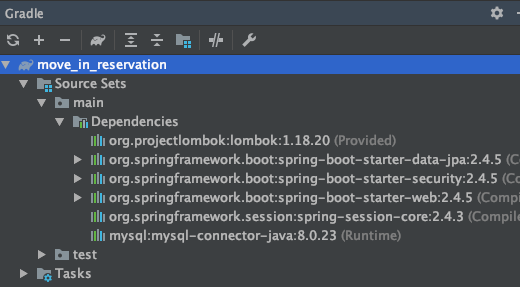 Gradle
move_in_reservation
Source Sets
main
Dependencies
org.projectlombok:lombok:1.18.20 (Provided)
org.springframework.boot:spring-boot-starter-data-jpa:2.4.5 (C
org.springframework.boot:spring-boot-starter-security:2.4.5 (Co
org.springframework.boot:spring-boot-starter-web:2.4.5 (Compi
org.springframework.session:spring-session-core:2.4.3 (Compile
mysql:mysql-connector-java:8.0.23 (Runtime)
test
Tasks